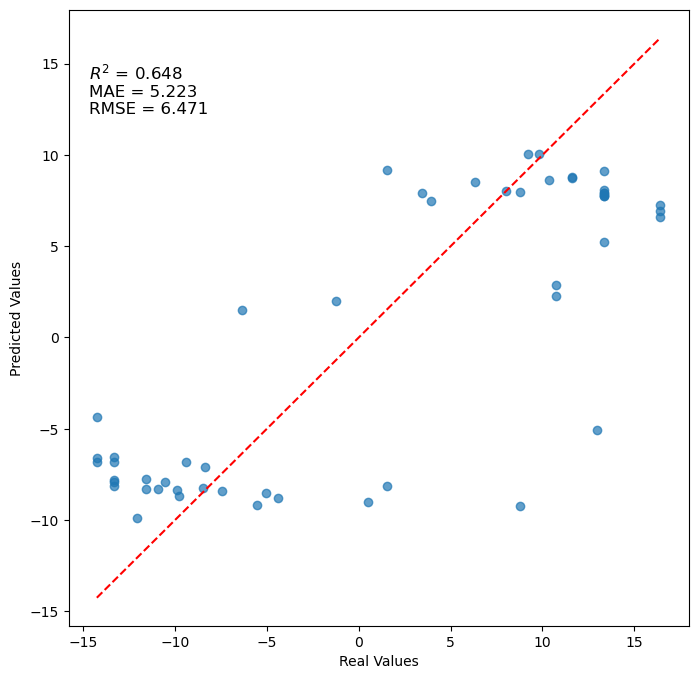 R² = 0.648
MAE = 5.223
RMSE = 6.471
15
10
5
0
−5
−10
−15
Predicted Values
−15 −10 −5 0 5 10 15
Real Values